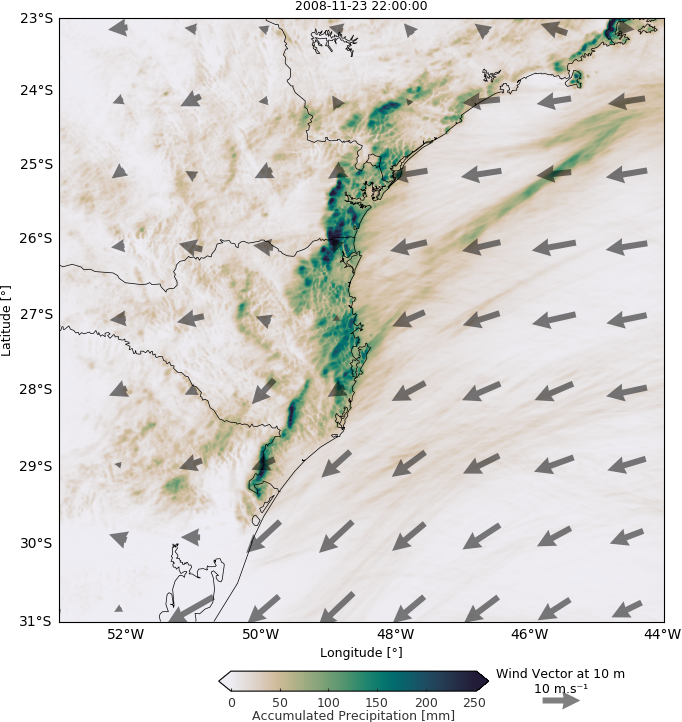 2008-11-23 22:00:00
23°S
24°S
25°S
26°S
27°S
28°S
29°S
30°S
31°S
Latitude [°]
52°W 50°W 48°W 46°W 44°W
Longitude [°]
0 50 100 150 200 250
Accumulated Precipitation [mm]
Wind Vector at 10 m
10 m.s⁻¹